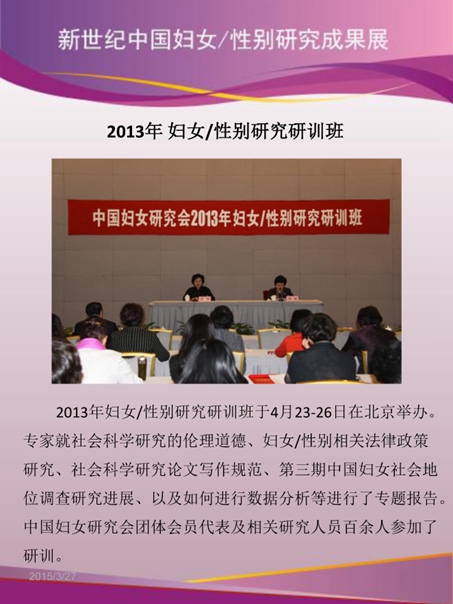 新世纪中国妇女/性别研究成果展
2013年 妇女/性别研究研训班
中国妇女研究会2013年妇女/性别研究研训班
2013年妇女/性别研究研训班于4月23-26日在北京举办。
专家就社会科学研究的伦理道德、妇女/性别相关法律政策
研究、社会科学研究论文写作规范、第三期中国妇女社会地
位调查研究进展、以及如何进行数据分析等进行了专题报告。
中国妇女研究会团体会员代表及相关研究人员百余人参加了
研训。
2015/3/27